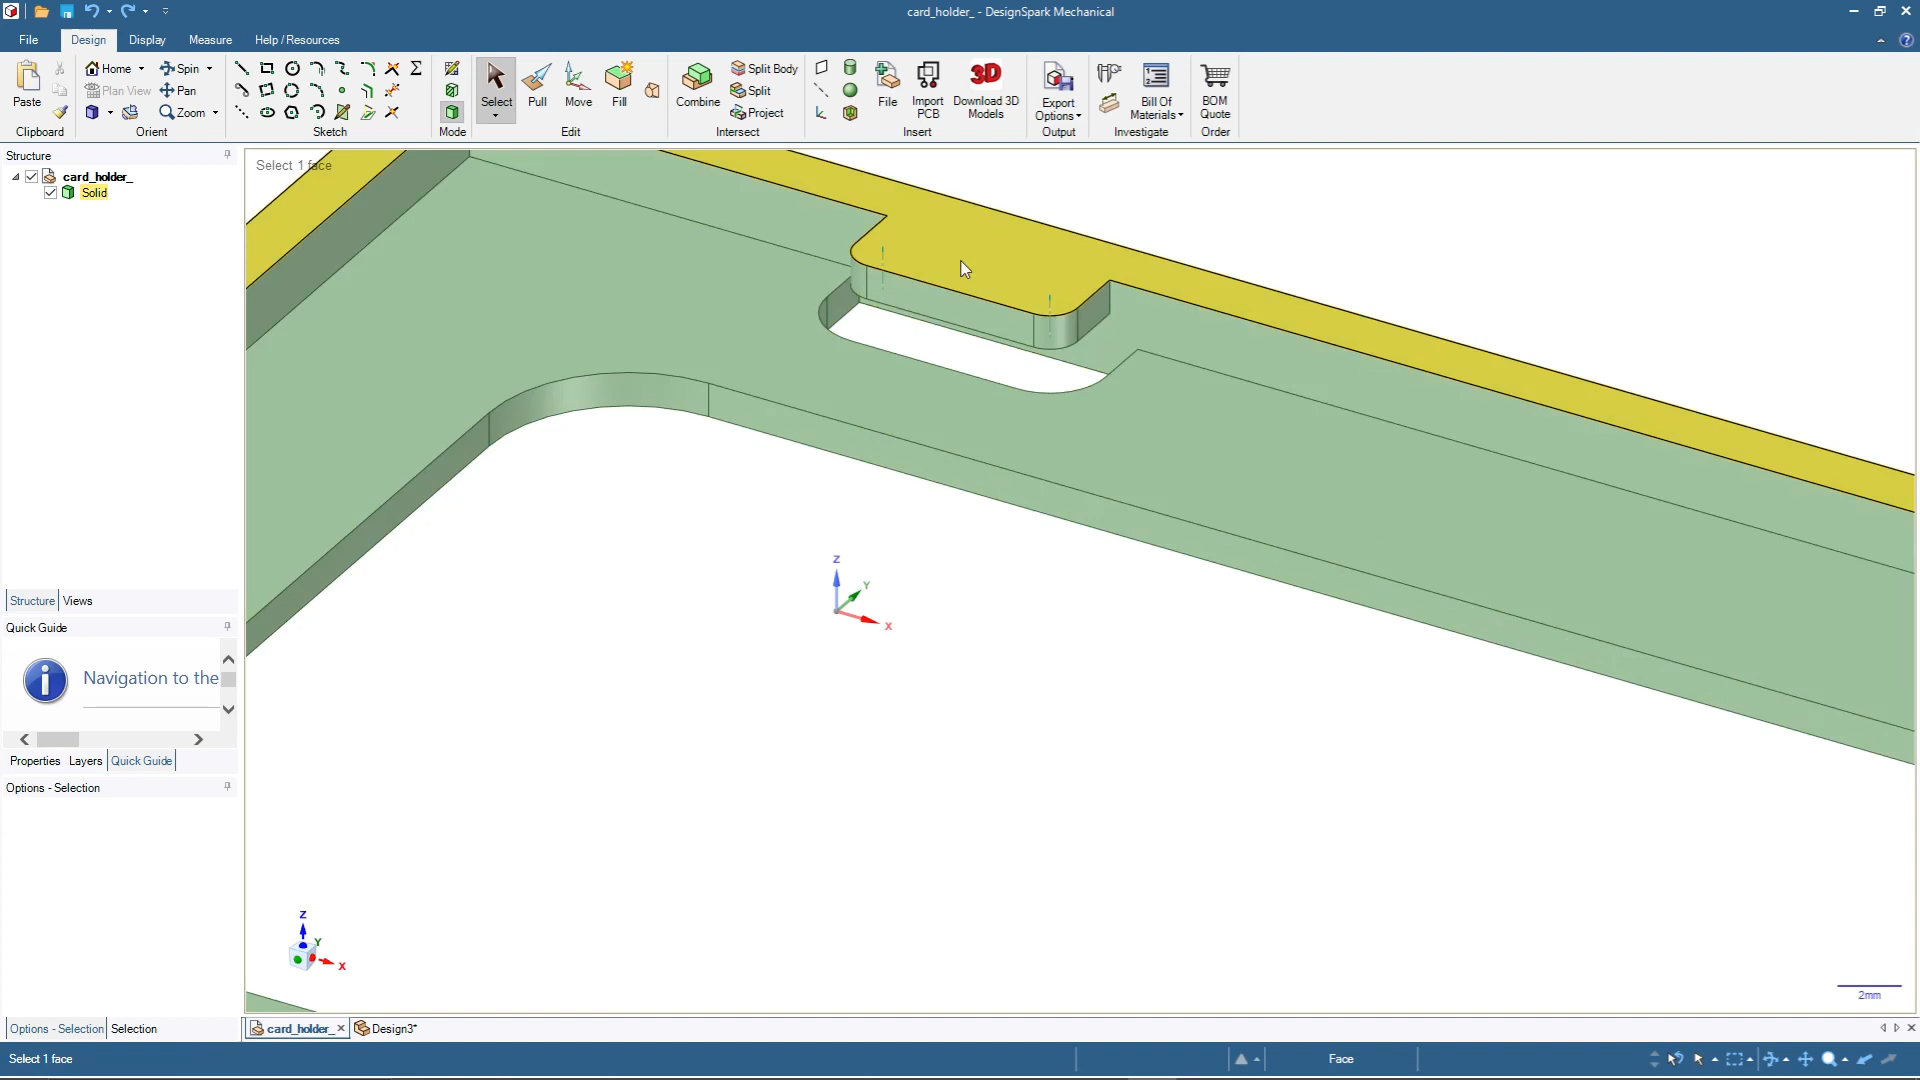 card_holder_ - DesignSpark Mechanical
File
Design
Display
Measure
Help / Resources
Paste
Clipboard
Home
Spin
Plan View
Pan
Zoom
Orient
Sketch
Mode
Select
Pull
Move
Fill
Edit
Combine
Split Body
Split
Project
Intersect
File
Import PCB
Download 3D Models
3D
Insert
Export Options
Output
Bill Of Materials
Investigate
BOM Quote
Order
Structure
card_holder_
Solid
Select 1 face
Structure
Views
Quick Guide
Navigation to the
Properties
Layers
Quick Guide
Options - Selection
Z
Y
X
Z
Y
X
2mm
Options - Selection
Selection
card_holder_
Design3*
Select 1 face
Face